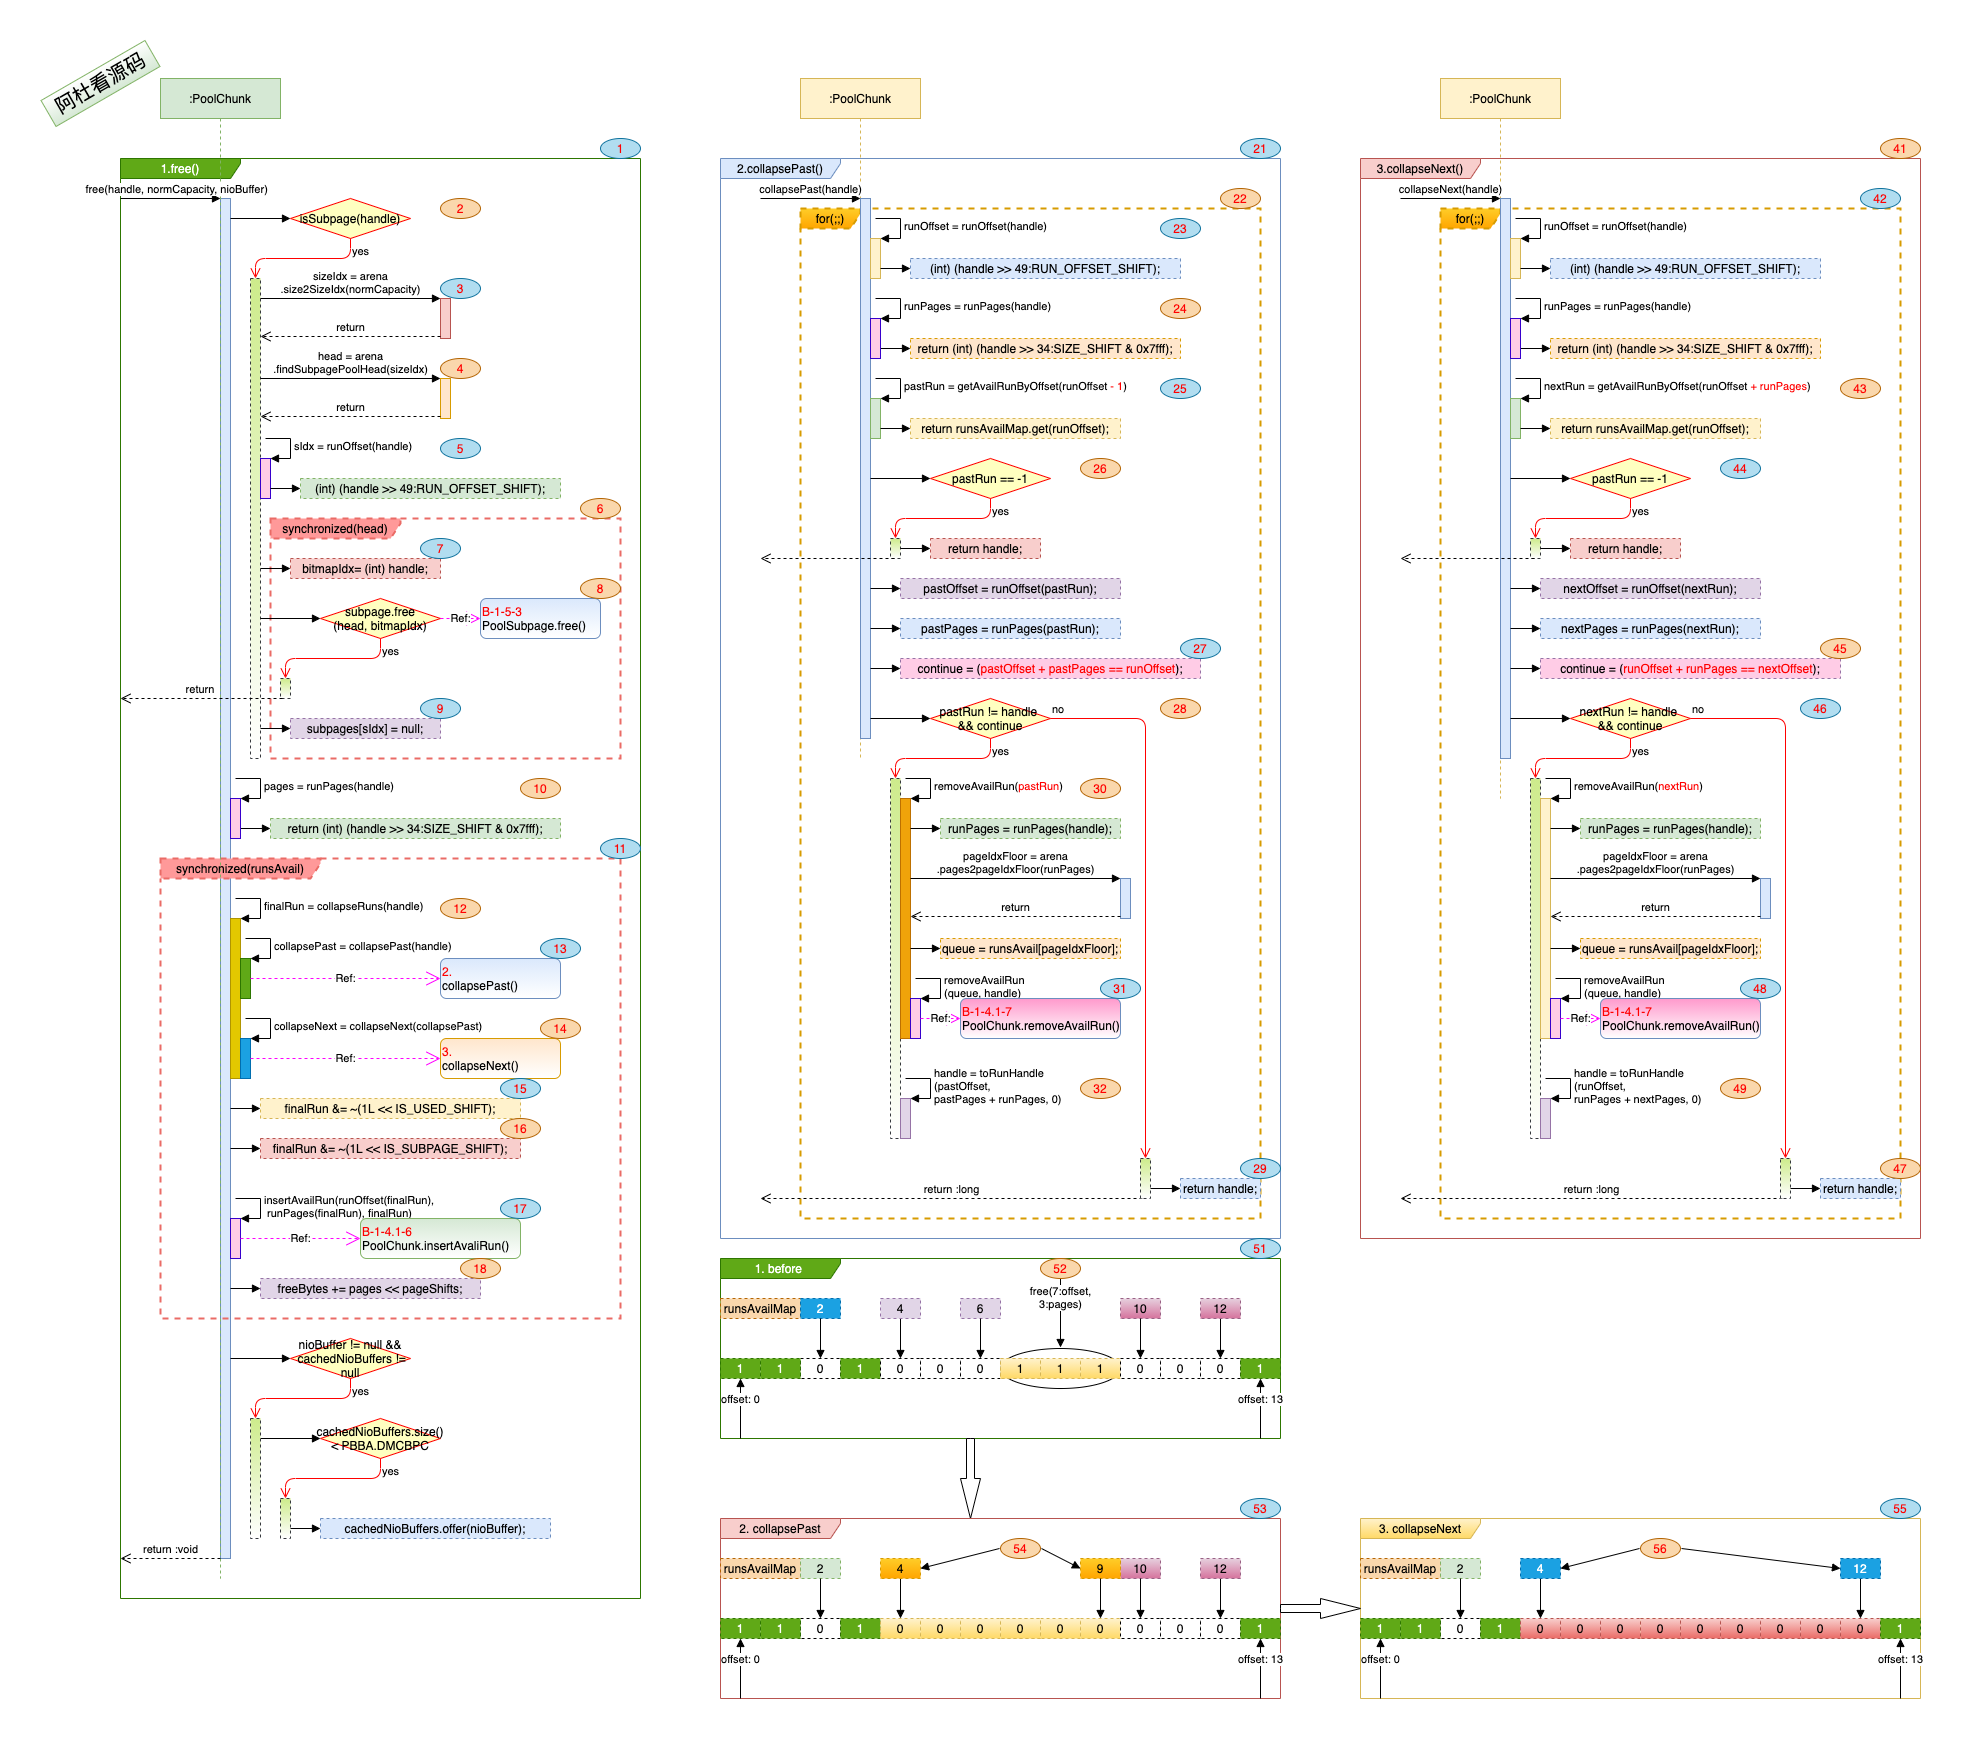 阿杜看源码
:PoolChunk
1
1.free()
free(handle, normCapacity, nioBuffer)
isSubpage(handle)
2
yes
sizeIdx = arena
.size2SizeIdx(normCapacity)
3
return
head = arena
.findSubpagePoolHead(sizeIdx)
4
return
sIdx = runOffset(handle)
5
(int) (handle >> 49:RUN_OFFSET_SHIFT);
6
synchronized(head)
7
bitmapIdx= (int) handle;
8
subpage.free
(head, bitmapIdx)
Ref:
B-1-5-3
PoolSubpage.free()
yes
return
9
subpages[sIdx] = null;
pages = runPages(handle)
10
return (int) (handle >> 34:SIZE_SHIFT & 0x7fff);
11
synchronized(runsAvail)
finalRun = collapseRuns(handle)
12
collapsePast = collapsePast(handle)
13
Ref:
2.
collapsePast()
collapseNext = collapseNext(collapsePast)
14
Ref:
3.
collapseNext()
15
finalRun &= ~(1L << IS_USED_SHIFT);
16
finalRun &= ~(1L << IS_SUBPAGE_SHIFT);
insertAvailRun(runOffset(finalRun),
runPages(finalRun), finalRun)
17
Ref:
B-1-4.1-6
PoolChunk.insertAvaliRun()
18
freeBytes += pages << pageShifts;
nioBuffer != null &&
cachedNioBuffers !=
null
yes
cachedNioBuffers.size()
< PBBA.DMCBPC
yes
cachedNioBuffers.offer(nioBuffer);
return :void
:PoolChunk
21
2.collapsePast()
collapsePast(handle)
22
for(;;)
runOffset = runOffset(handle)
23
(int) (handle >> 49:RUN_OFFSET_SHIFT);
runPages = runPages(handle)
24
return (int) (handle >> 34:SIZE_SHIFT & 0x7fff);
pastRun = getAvailRunByOffset(runOffset - 1)
25
return runsAvailMap.get(runOffset);
pastRun == -1
26
yes
return handle;
pastOffset = runOffset(pastRun);
pastPages = runPages(pastRun);
27
continue = (pastOffset + pastPages == runOffset);
pastRun != handle
&& continue
no
28
yes
removeAvailRun(pastRun)
30
runPages = runPages(handle);
pageIdxFloor = arena
.pages2pageIdxFloor(runPages)
return
queue = runsAvail[pageIdxFloor];
removeAvailRun
(queue, handle)
31
Ref:
B-1-4.1-7
PoolChunk.removeAvailRun()
handle = toRunHandle
(pastOffset,
pastPages + runPages, 0)
32
29
return handle;
return :long
:PoolChunk
41
3.collapseNext()
collapseNext(handle)
42
for(;;)
runOffset = runOffset(handle)
(int) (handle >> 49:RUN_OFFSET_SHIFT);
runPages = runPages(handle)
return (int) (handle >> 34:SIZE_SHIFT & 0x7fff);
nextRun = getAvailRunByOffset(runOffset + runPages)
43
return runsAvailMap.get(runOffset);
pastRun == -1
44
yes
return handle;
nextOffset = runOffset(nextRun);
nextPages = runPages(nextRun);
45
continue = (runOffset + runPages == nextOffset);
nextRun != handle
&& continue
no
46
yes
removeAvailRun(nextRun)
runPages = runPages(handle);
pageIdxFloor = arena
.pages2pageIdxFloor(runPages)
return
queue = runsAvail[pageIdxFloor];
removeAvailRun
(queue, handle)
48
Ref:
B-1-4.1-7
PoolChunk.removeAvailRun()
handle = toRunHandle
(runOffset,
runPages + nextPages, 0)
49
47
return handle;
return :long
51
1. before
52
free(7:offset,
3:pages)
runsAvailMap 2 4 6 10 12
1 1 0 1 0 0 0 1 1 1 0 0 0 1
offset: 0
offset: 13
53
2. collapsePast
54
runsAvailMap 2 4 9 10 12
1 1 0 1 0 0 0 0 0 0 0 0 0 1
offset: 0
offset: 13
55
3. collapseNext
56
runsAvailMap 2 4 12
1 1 0 1 0 0 0 0 0 0 0 0 0 1
offset: 0
offset: 13